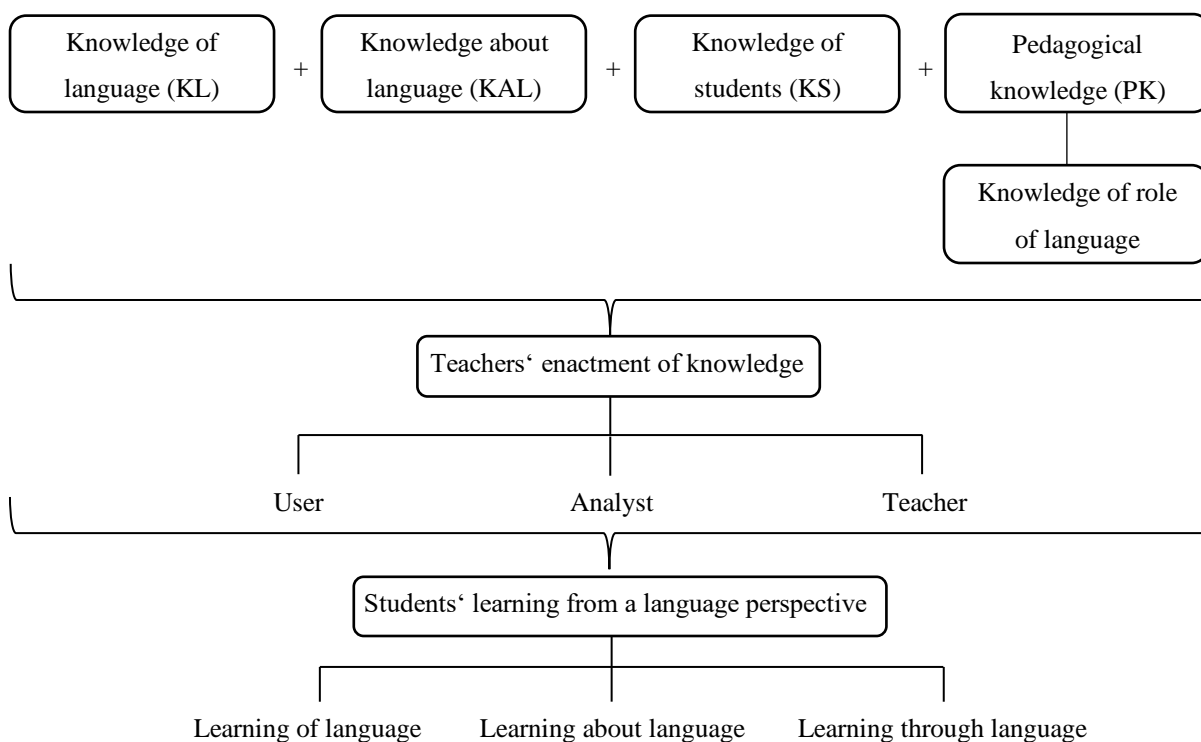 Knowledge of
language (KL)
+
Knowledge about
language (KAL)
+
Knowledge of
students (KS)
+
Pedagogical
knowledge (PK)
Knowledge of role
of language
Teachers‘ enactment of knowledge
User
Analyst
Teacher
Students‘ learning from a language perspective
Learning of language
Learning about language
Learning through language